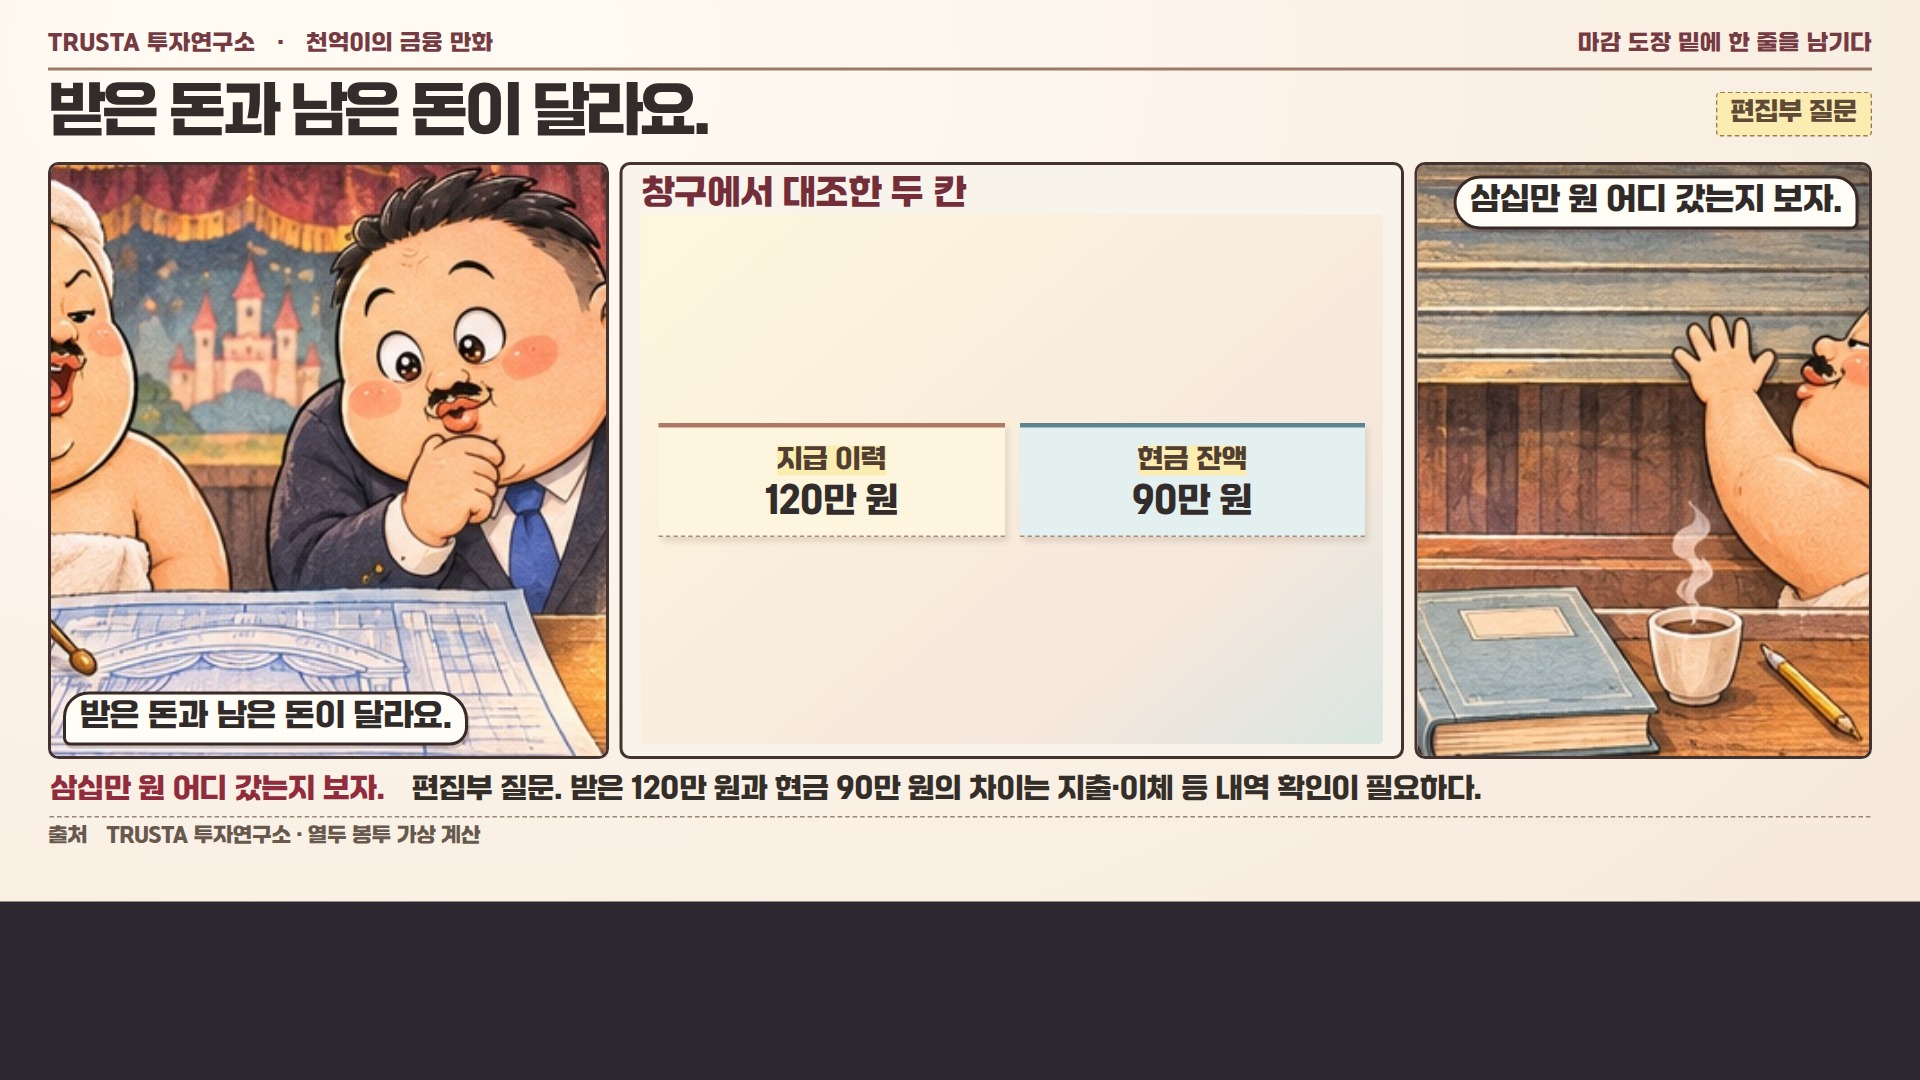 TRUSTA 투자연구소 · 천억이의 금융 만화
마감 도장 밑에 한 줄을 남기다
받은 돈과 남은 돈이 달라요.
편집부 질문
창구에서 대조한 두 칸
삼십만 원 어디 갔는지 보자.
지급 이력
120만 원
현금 잔액
90만 원
받은 돈과 남은 돈이 달라요.
삼십만 원 어디 갔는지 보자. 편집부 질문. 받은 120만 원과 현금 90만 원의 차이는 지출·이체 등 내역 확인이 필요하다.
출처 TRUSTA 투자연구소 · 열두 봉투 가상 계산